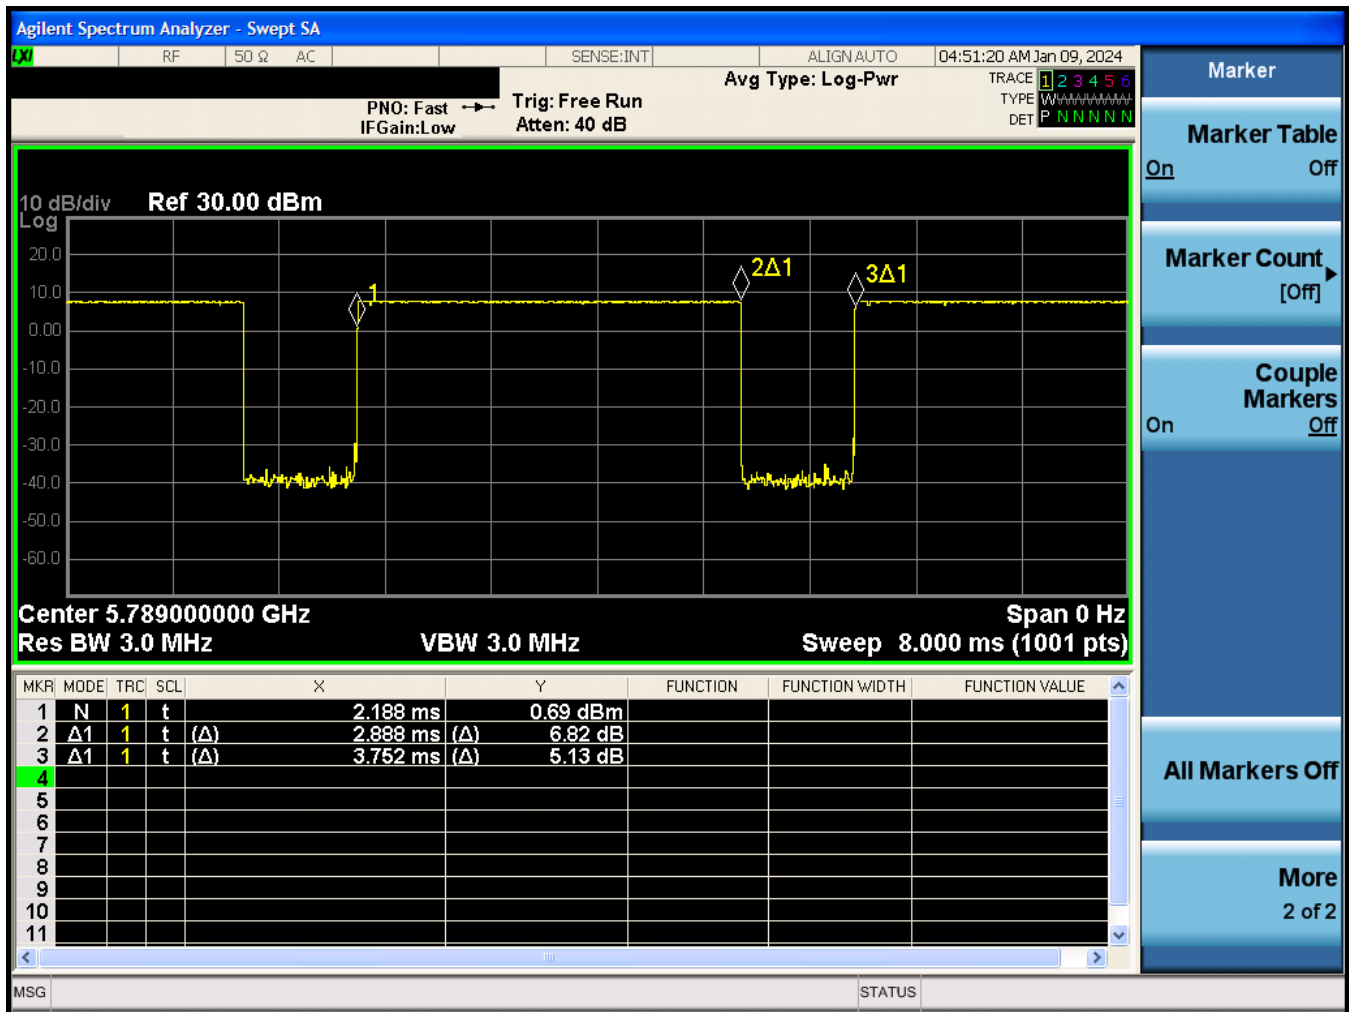 Agilent Spectrum Analyzer - Swept SA
LXI RF 50 Ω AC SENSE:INT ALIGN AUTO 04:51:20 AM Jan 09, 2024
Marker
PNO: Fast
IFGain:Low
Trig: Free Run
Atten: 40 dB
Avg Type: Log-Pwr
TRACE 1 2 3 4 5 6
TYPE W
DET P N N N N N
Marker Table
On Off
Marker Count
[Off]
Couple
Markers
On Off
All Markers Off
More
2 of 2
10 dB/div Ref 30.00 dBm
Log
20.0
10.0
0.00
-10.0
-20.0
-30.0
-40.0
-50.0
-60.0
1
2Δ1
3Δ1
Center 5.789000000 GHz Span 0 Hz
Res BW 3.0 MHz VBW 3.0 MHz Sweep 8.000 ms (1001 pts)
MKR MODE TRC SCL X Y FUNCTION FUNCTION WIDTH FUNCTION VALUE
1 N 1 t 2.188 ms 0.69 dBm
2 Δ1 1 t (Δ) 2.888 ms (Δ) 6.82 dB
3 Δ1 1 t (Δ) 3.752 ms (Δ) 5.13 dB
4
5
6
7
8
9
10
11
MSG STATUS